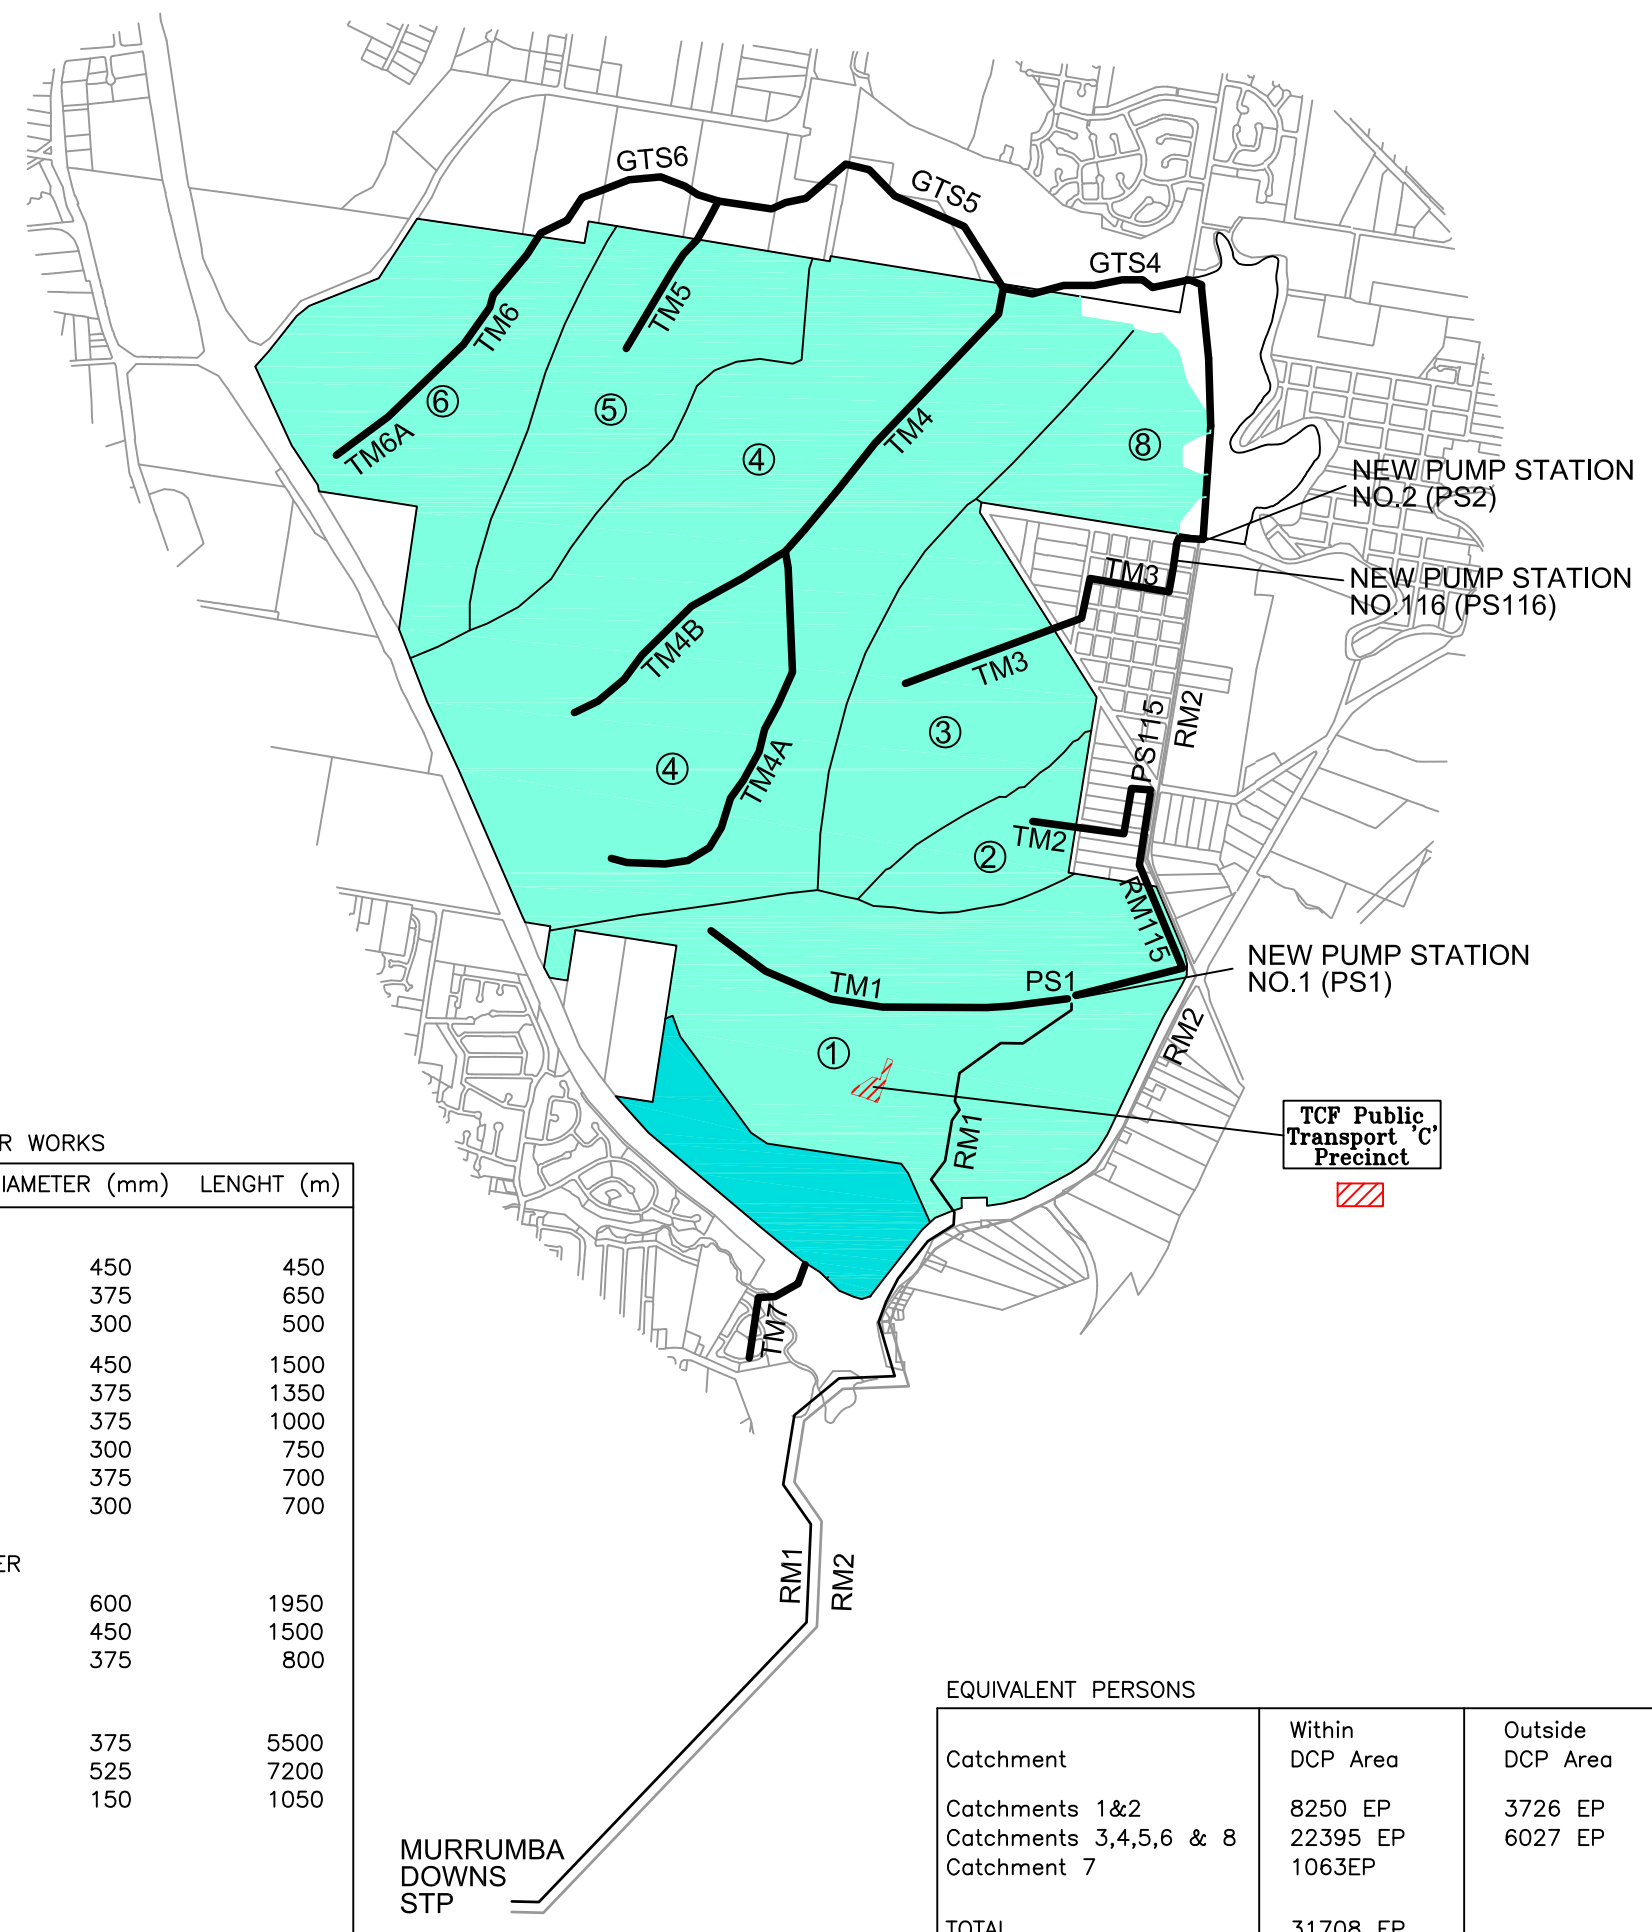 GTS6
GTS5
GTS4
TM5
TM6
TM6A
⑥
⑤
④
TM4
⑧
NEW PUMP STATION
NO.2 (PS2)
TM3
NEW PUMP STATION
NO.116 (PS116)
TM4B
TM3
PS115
RM2
③
④
TM4A
TM2
②
RM115
NEW PUMP STATION
NO.1 (PS1)
TM1
PS1
RM2
①
RM1
TCF Public
Transport 'C'
Precinct
TM7
RM1
RM2
MURRUMBA
DOWNS
STP
R WORKS
IAMETER (mm) LENGHT (m)
450 450
375 650
300 500
450 1500
375 1350
375 1000
300 750
375 700
300 700
ER
600 1950
450 1500
375 800
375 5500
525 7200
150 1050
EQUIVALENT PERSONS
Within Outside
Catchment DCP Area DCP Area
Catchments 1&2 8250 EP 3726 EP
Catchments 3,4,5,6 & 8 22395 EP 6027 EP
Catchment 7 1063EP
TOTAL 31708 EP